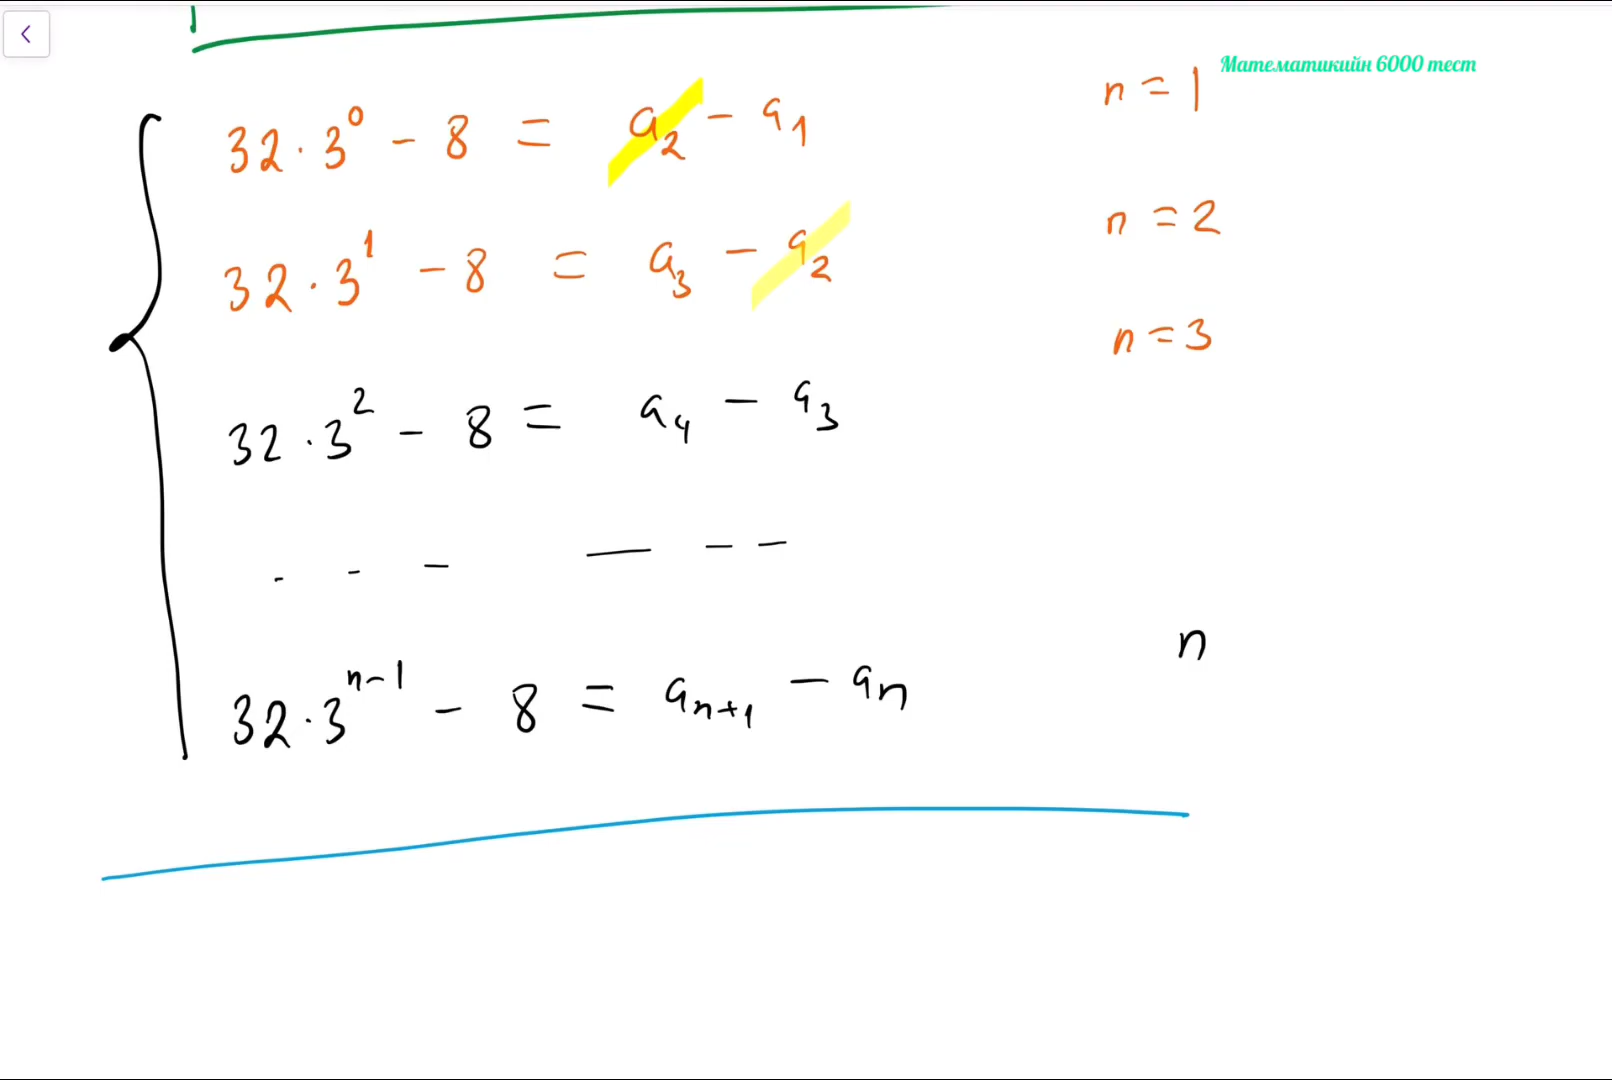 Математикийн 6000 тест
32 · 3⁰ - 8 = a₂ - a₁ n = 1
32 · 3¹ - 8 = a₃ - a₂ n = 2
32 · 3² - 8 = a₄ - a₃ n = 3
. . - — - -
32 · 3ⁿ⁻¹ - 8 = aₙ₊₁ - aₙ n